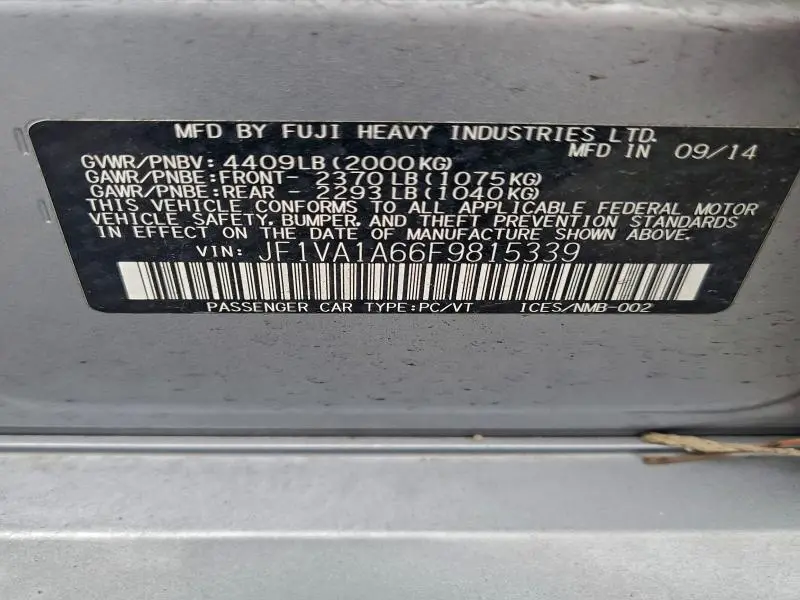 MFD BY FUJI HEAVY INDUSTRIES LTD.
MFD IN 09/14
GVWR/PNBV: 4409LB(2000KG)
GAWR/PNBE:FRONT- 2370LB(1075KG)
GAWR/PNBE:REAR - 2293LB(1040KG)
THIS VEHICLE CONFORMS TO ALL APPLICABLE FEDERAL MOTOR
VEHICLE SAFETY, BUMPER, AND THEFT PREVENTION STANDARDS
IN EFFECT ON THE DATE OF MANUFACTURE SHOWN ABOVE.
VIN: JF1VA1A66F9815339
PASSENGER CAR TYPE:PC/VT ICES/NMB-002